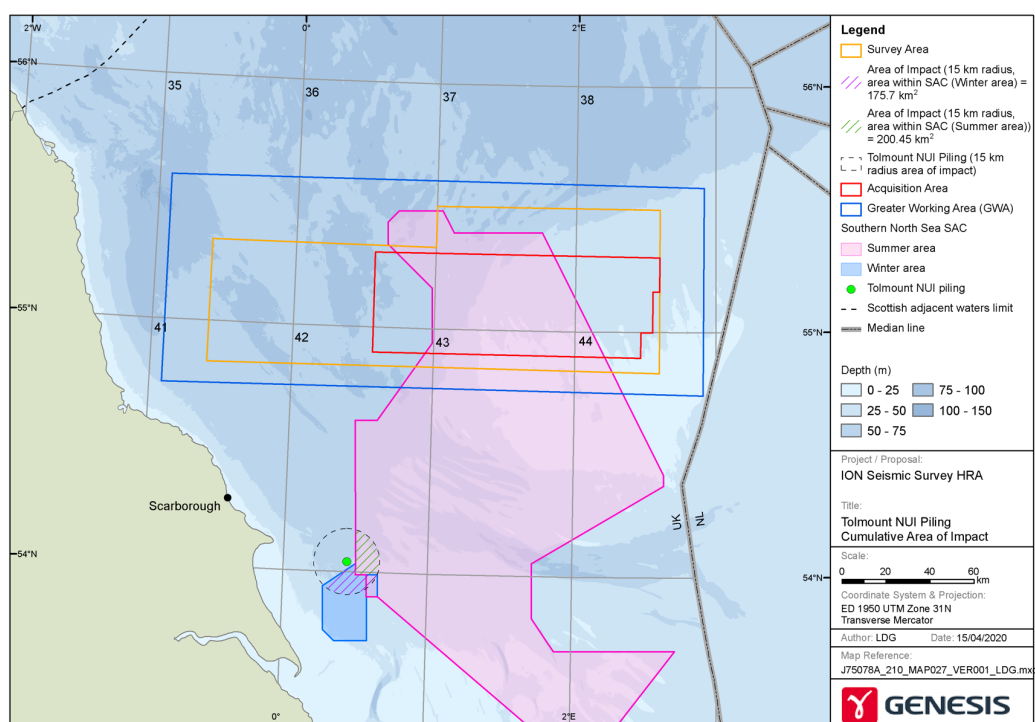 2°W
0°
2°E
56°N
35
36
37
38
56°N
55°N
41
42
43
44
55°N
Scarborough
UK
NL
54°N
54°N
0°
2°E
Legend
Survey Area
Area of Impact (15 km radius,
area within SAC (Winter area) =
175.7 km²
Area of Impact (15 km radius,
area within SAC (Summer area))
= 200.45 km²
Tolmount NUI Piling (15 km
radius area of impact)
Acquisition Area
Greater Working Area (GWA)
Southern North Sea SAC
Summer area
Winter area
Tolmount NUI piling
Scottish adjacent waters limit
Median line
Depth (m)
0 - 25
75 - 100
25 - 50
100 - 150
50 - 75
Project / Proposal:
ION Seismic Survey HRA
Title:
Tolmount NUI Piling
Cumulative Area of Impact
Scale:
0 20 40 60
km
Coordinate System & Projection:
ED 1950 UTM Zone 31N
Transverse Mercator
Author: LDG Date: 15/04/2020
Map Reference:
J75078A_210_MAP027_VER001_LDG.mx
GENESIS